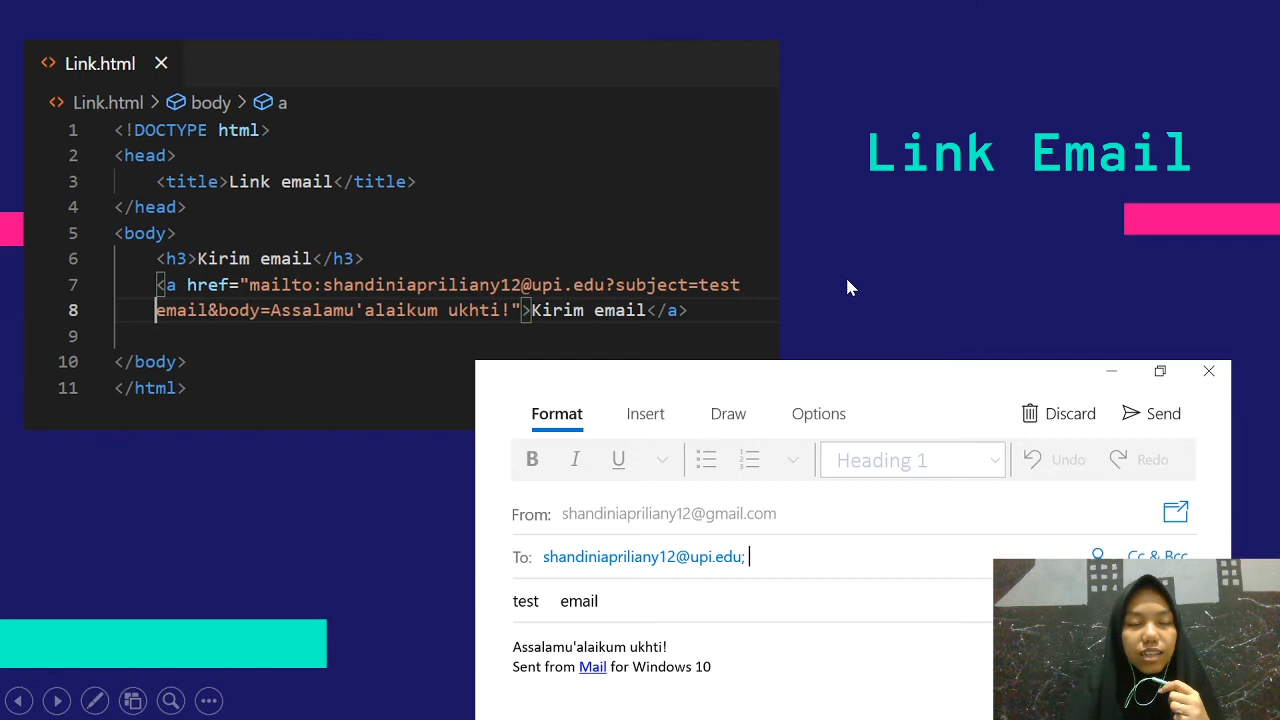 Link.html
Link.html > body > a
1 <!DOCTYPE html>
2 <head>
3 <title>Link email</title>
4 </head>
5 <body>
6 <h3>Kirim email</h3>
7 <a href="mailto:shandiniapriliany12@upi.edu?subject=test
8 email&body=Assalamu'alaikum ukhti!">Kirim email</a>
9
10 </body>
11 </html>
Link Email
Format Insert Draw Options Discard Send
B I U Heading 1 Undo Redo
From: shandiniapriliany12@gmail.com
To: shandiniapriliany12@upi.edu; Cc & Bcc
test email
Assalamu'alaikum ukhti!
Sent from Mail for Windows 10